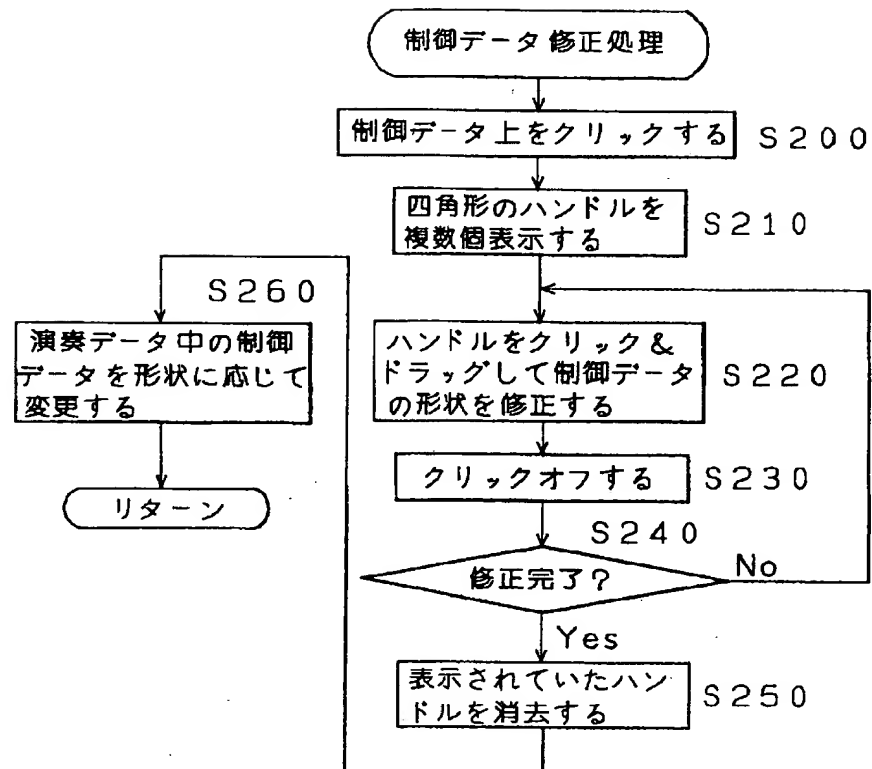 制御データ修正処理
制御データ上をクリックする
S200
四角形のハンドルを
複数個表示する
S210
ハンドルをクリック&
ドラッグして制御データ
の形状を修正する
S220
クリックオフする
S230
S240
修正完了?
No
Yes
表示されていたハン
ドルを消去する
S250
S260
演奏データ中の制御
データを形状に応じて
変更する
リターン